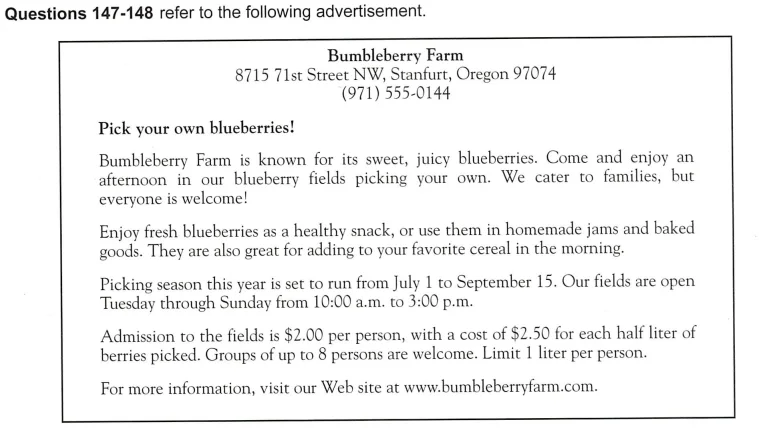 Questions 147-148 refer to the following advertisement.
Bumbleberry Farm
8715 71st Street NW, Stanfurt, Oregon 97074
(971) 555-0144
Pick your own blueberries!
Bumbleberry Farm is known for its sweet, juicy blueberries. Come and enjoy an
afternoon in our blueberry fields picking your own. We cater to families, but
everyone is welcome!
Enjoy fresh blueberries as a healthy snack, or use them in homemade jams and baked
goods. They are also great for adding to your favorite cereal in the morning.
Picking season this year is set to run from July 1 to September 15. Our fields are open
Tuesday through Sunday from 10:00 a.m. to 3:00 p.m.
Admission to the fields is $2.00 per person, with a cost of $2.50 for each half liter of
berries picked. Groups of up to 8 persons are welcome. Limit 1 liter per person.
For more information, visit our Web site at www.bumbleberryfarm.com.